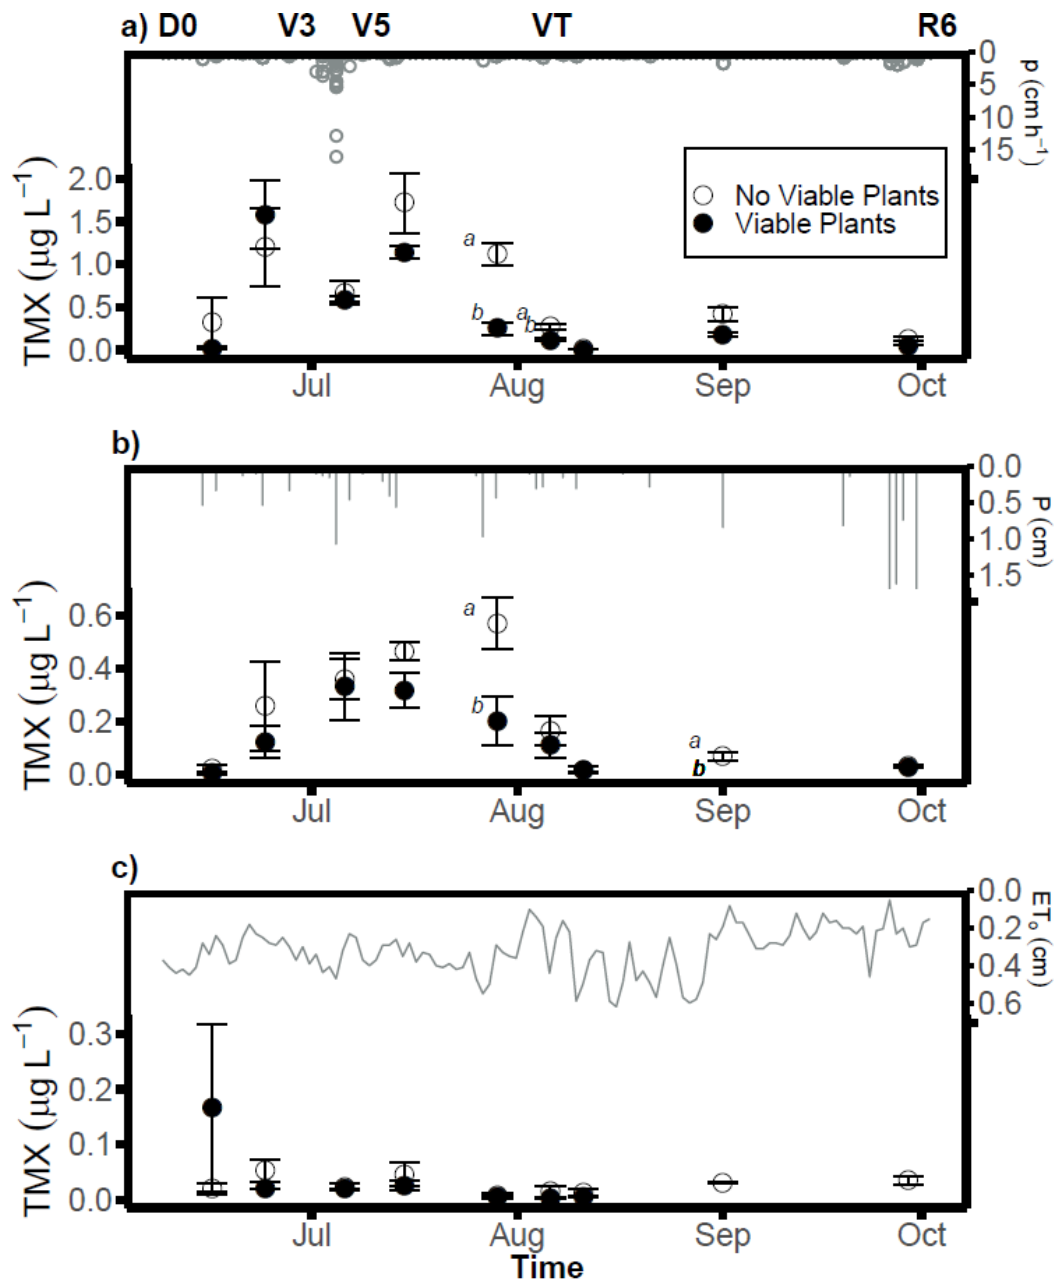 a) D0 V3 V5 VT R6
0
5
10
15
p (cm h⁻¹)
2.0
1.5
1.0
0.5
0.0
TMX (µg L⁻¹)
No Viable Plants
Viable Plants
a
b
a
b
Jul Aug Sep Oct
b)
0.0
0.5
1.0
1.5
P (cm)
0.6
0.4
0.2
0.0
TMX (µg L⁻¹)
a
b
a
b
Jul Aug Sep Oct
c)
0.0
0.2
0.4
0.6
ETₒ (cm)
0.3
0.2
0.1
0.0
TMX (µg L⁻¹)
Jul Aug Sep Oct
Time